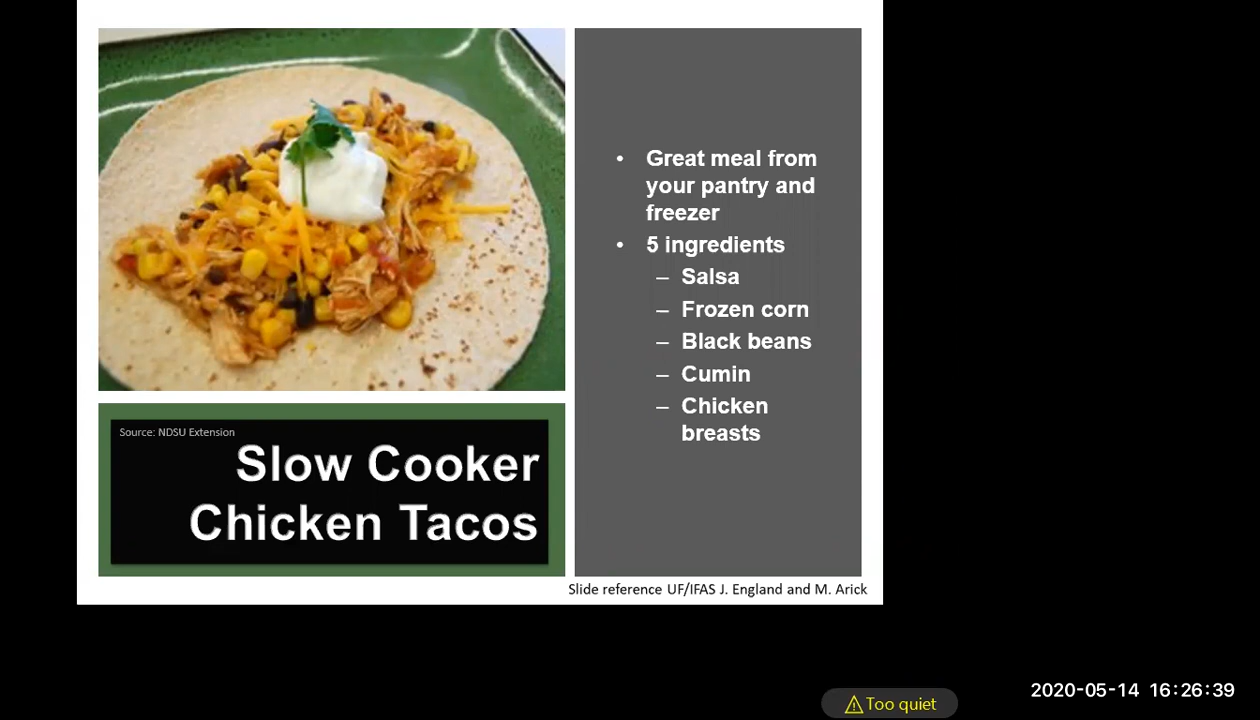 • Great meal from
your pantry and
freezer
• 5 ingredients
– Salsa
– Frozen corn
– Black beans
– Cumin
– Chicken
breasts
Source: NDSU Extension
Slow Cooker
Chicken Tacos
Slide reference UF/IFAS J. England and M. Arick
Too quiet
2020-05-14 16:26:39